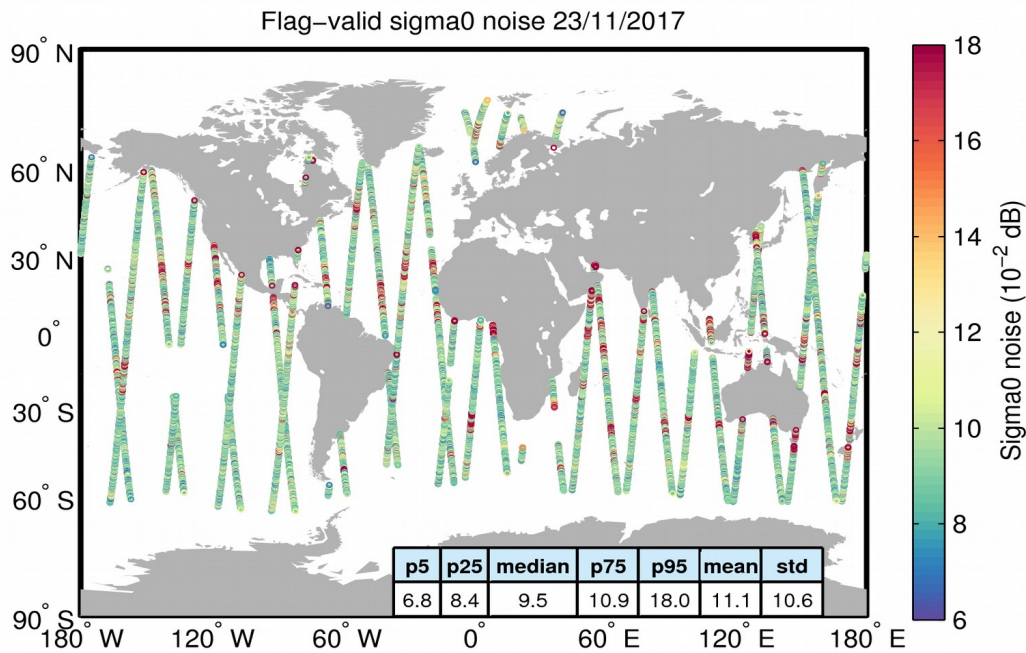 Flag−valid sigma0 noise 23/11/2017
90° N
60° N
30° N
0°
30° S
60° S
90° S
180° W
120° W
60° W
0°
60° E
120° E
180° E
p5 p25 median p75 p95 mean std
6.8 8.4 9.5 10.9 18.0 11.1 10.6
18
16
14
12
10
8
6
Sigma0 noise (10⁻² dB)